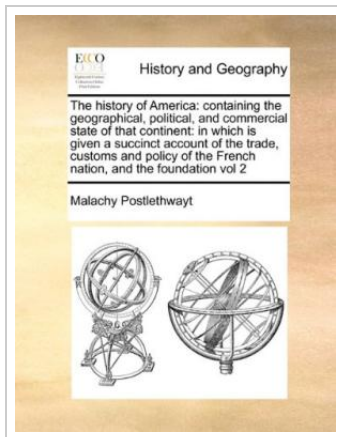 ECCO
History and Geography
The history of America: containing the
geographical, political, and commercial
state of that continent: in which is
given a succinct account of the trade,
customs and policy of the French
nation, and the foundation vol 2
Malachy Postlethwayt